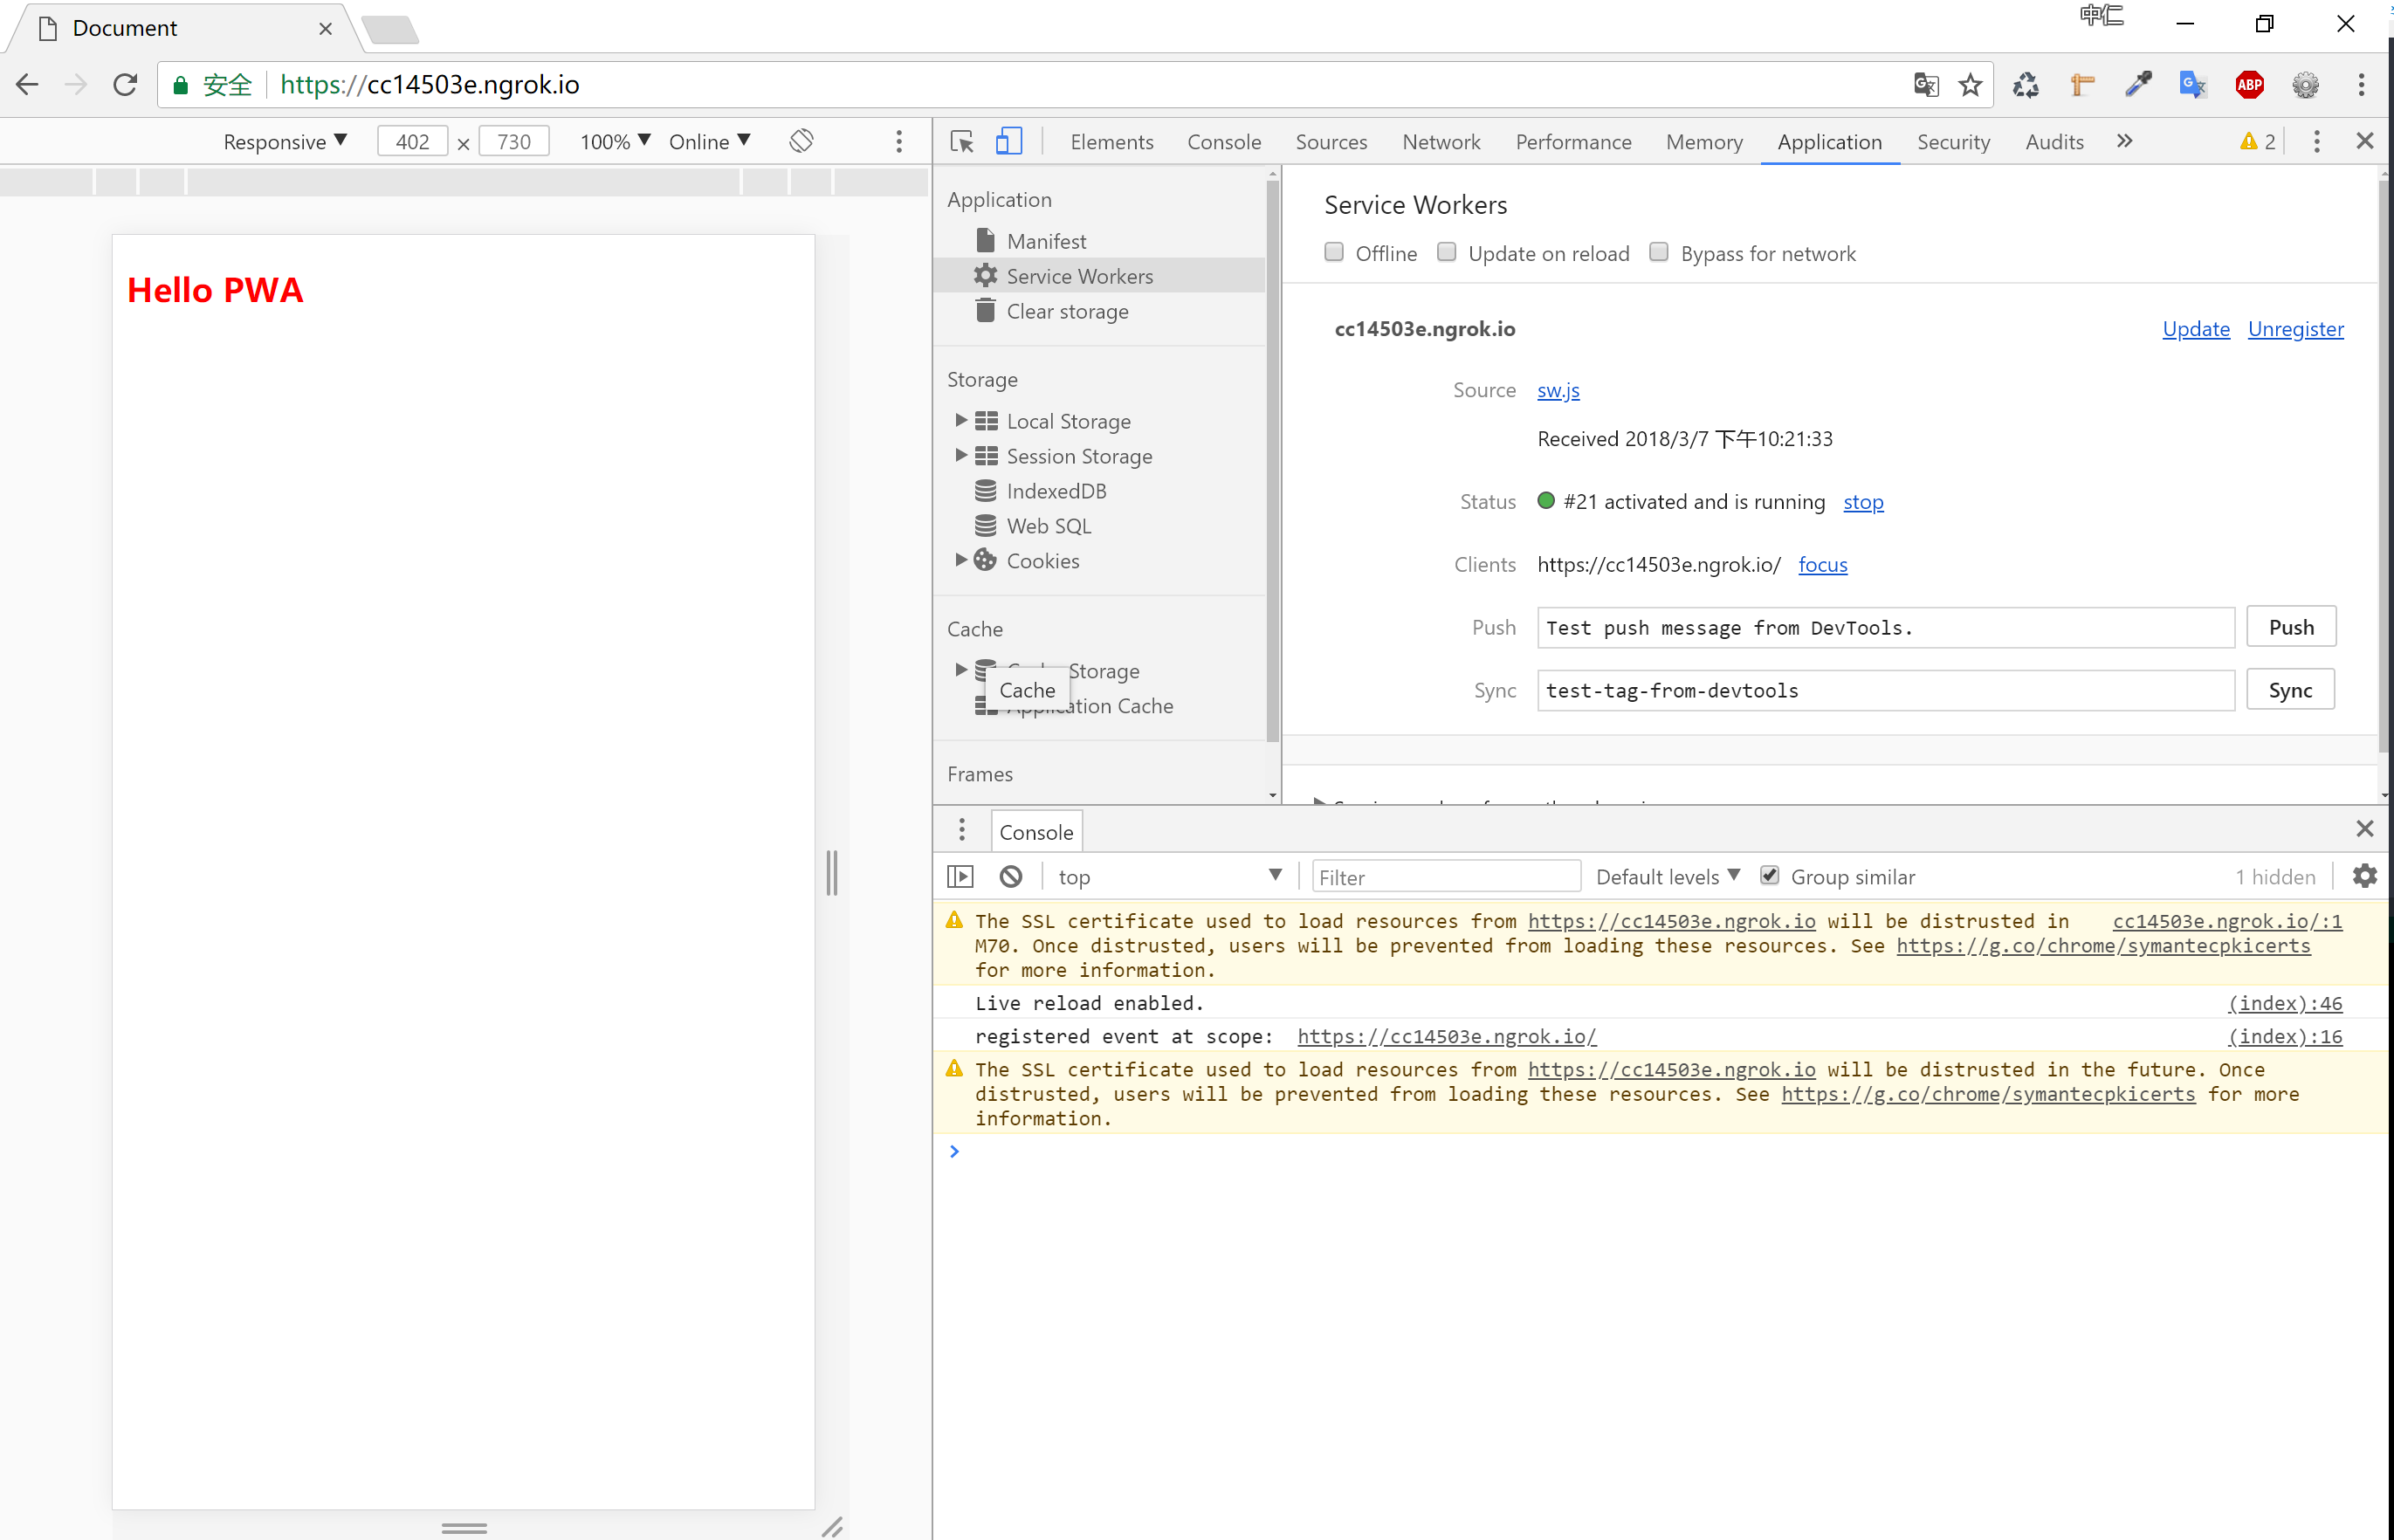 Document
中仁
安全 https://cc14503e.ngrok.io
ABP
Responsive 402 × 730 100% Online
Elements Console Sources Network Performance Memory Application Security Audits » 2
Hello PWA
Application
Manifest
Service Workers
Clear storage
Storage
Local Storage
Session Storage
IndexedDB
Web SQL
Cookies
Cache
Storage
Cache
Application Cache
Frames
Service Workers
Offline Update on reload Bypass for network
cc14503e.ngrok.io Update Unregister
Source sw.js
Received 2018/3/7 下午10:21:33
Status #21 activated and is running stop
Clients https://cc14503e.ngrok.io/ focus
Push Test push message from DevTools. Push
Sync test-tag-from-devtools Sync
Console
top Filter Default levels Group similar 1 hidden
The SSL certificate used to load resources from https://cc14503e.ngrok.io will be distrusted in cc14503e.ngrok.io/:1
M70. Once distrusted, users will be prevented from loading these resources. See https://g.co/chrome/symantecpkicerts
for more information.
Live reload enabled. (index):46
registered event at scope: https://cc14503e.ngrok.io/ (index):16
The SSL certificate used to load resources from https://cc14503e.ngrok.io will be distrusted in the future. Once
distrusted, users will be prevented from loading these resources. See https://g.co/chrome/symantecpkicerts for more
information.